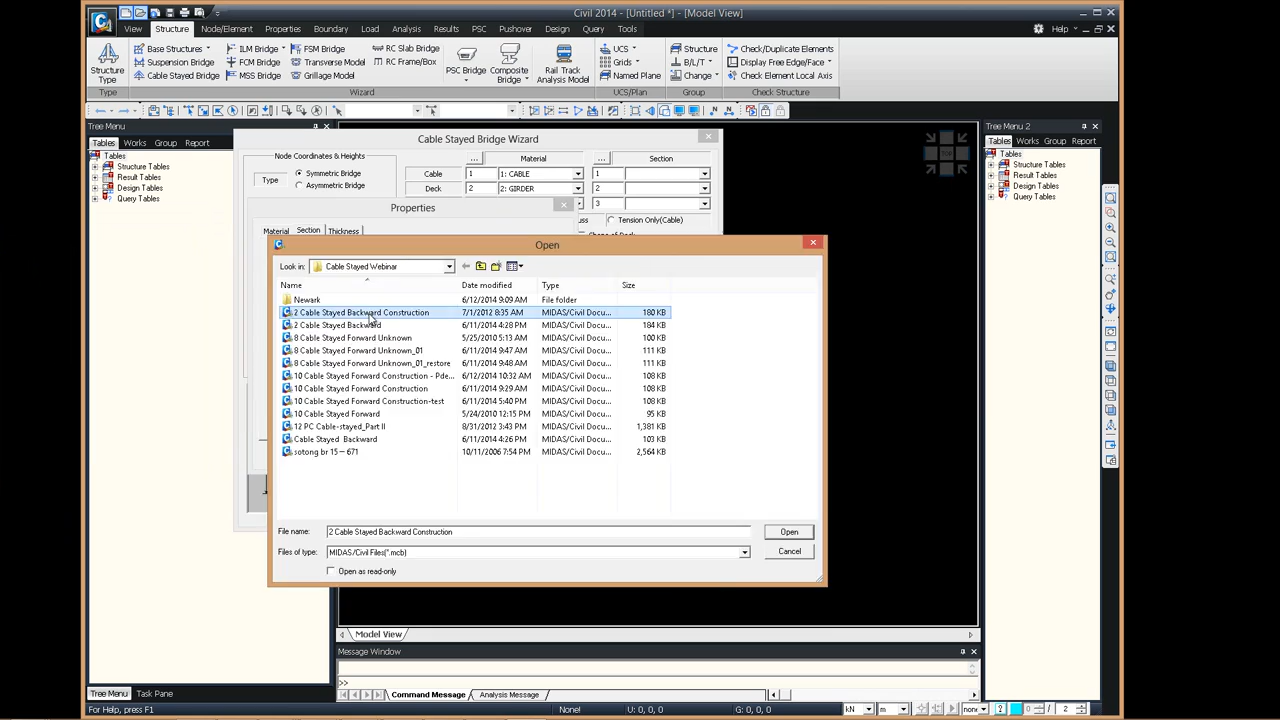 Civil 2014 - [Untitled *] - [Model View]
View Structure Node/Element Properties Boundary Load Analysis Results PSC Pushover Design Query Tools Help
Structure Type
Base Structures
Suspension Bridge
Cable Stayed Bridge
ILM Bridge
FCM Bridge
MSS Bridge
FSM Bridge
Transverse Model
Grillage Model
RC Slab Bridge
RC Frame/Box
PSC Bridge
Composite Bridge
Rail Track Analysis Model
UCS
Grids
Named Plane
Structure
B/L/T
Change
Check/Duplicate Elements
Display Free Edge/Face
Check Element Local Axis
Type Wizard UCS/Plan Group Check Structure
Tree Menu
Tables Works Group Report
Tables
Structure Tables
Result Tables
Design Tables
Query Tables
Cable Stayed Bridge Wizard
Node Coordinates & Heights
Type
Symmetric Bridge
Asymmetric Bridge
... Material ... Section
Cable 1 1: CABLE 1
Deck 2 2: GIRDER 2
3
uss Tension Only(Cable)
Properties
Material Section Thickness
Open
Look in: Cable Stayed Webinar
Name Date modified Type Size
Newark 6/12/2014 9:09 AM File folder
2 Cable Stayed Backward Construction 7/1/2012 8:35 AM MIDAS/Civil Docu... 180 KB
2 Cable Stayed Backward 6/11/2014 4:28 PM MIDAS/Civil Docu... 184 KB
8 Cable Stayed Forward Unknown 5/25/2010 5:13 AM MIDAS/Civil Docu... 100 KB
8 Cable Stayed Forward Unknown_01 6/11/2014 9:47 AM MIDAS/Civil Docu... 111 KB
8 Cable Stayed Forward Unknown_01_restore 6/11/2014 9:48 AM MIDAS/Civil Docu... 111 KB
10 Cable Stayed Forward Construction - Pde... 6/12/2014 10:32 AM MIDAS/Civil Docu... 108 KB
10 Cable Stayed Forward Construction 6/11/2014 9:29 AM MIDAS/Civil Docu... 108 KB
10 Cable Stayed Forward Construction-test 6/11/2014 5:40 PM MIDAS/Civil Docu... 108 KB
10 Cable Stayed Forward 5/24/2010 12:15 PM MIDAS/Civil Docu... 95 KB
12 PC Cable-stayed_Part II 8/31/2012 3:43 PM MIDAS/Civil Docu... 1,381 KB
Cable Stayed Backward 6/11/2014 4:26 PM MIDAS/Civil Docu... 103 KB
sotong br 15 – 671 10/11/2006 7:54 PM MIDAS/Civil Docu... 2,564 KB
File name: 2 Cable Stayed Backward Construction Open
Files of type: MIDAS/Civil Files(*.mcb) Cancel
Open as read-only
Tree Menu 2
Tables Works Group Report
Tables
Structure Tables
Result Tables
Design Tables
Query Tables
Model View
Message Window
>>
Tree Menu Task Pane
Command Message Analysis Message
For Help, press F1 None! U: 0, 0, 0 G: 0, 0, 0 kN m none 0 / 2